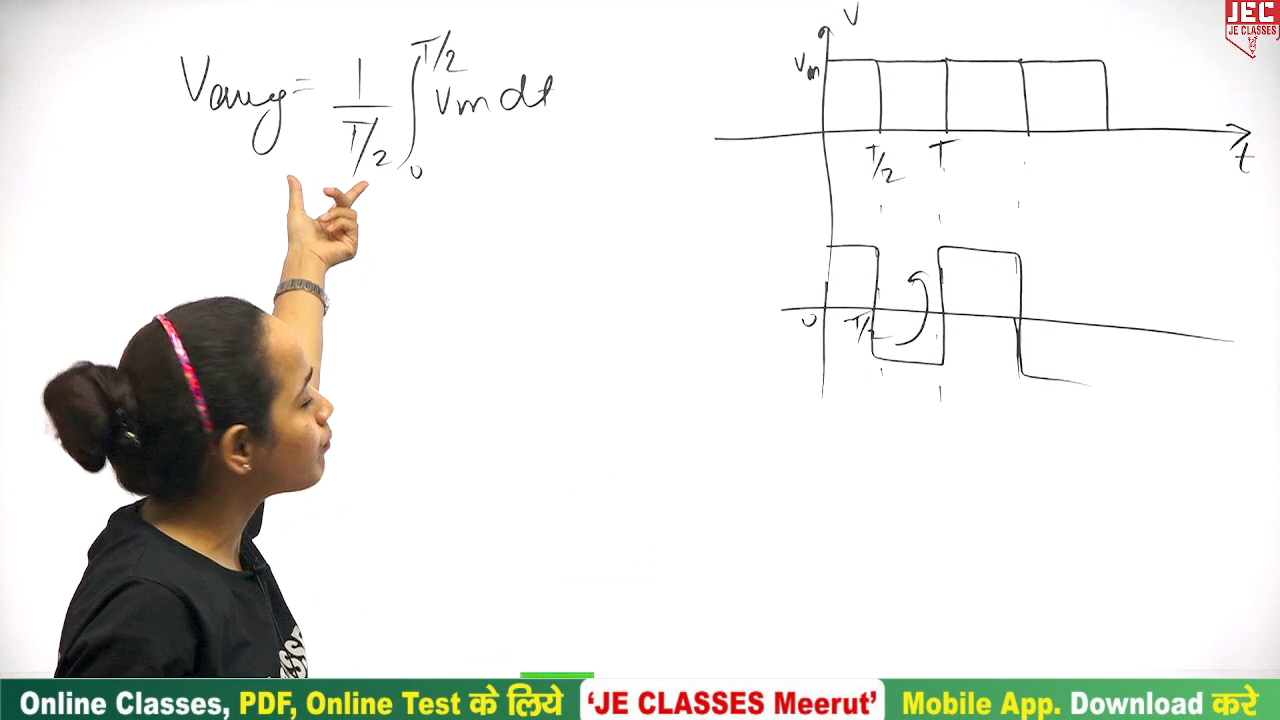 Vavg = 1/T/2 ∫₀^T/2 Vm dt
V
Vm
T/2 T
t
0 T/2
JEC
JE CLASSES
Online Classes, PDF, Online Test के लिये 'JE CLASSES Meerut' Mobile App. Download करे